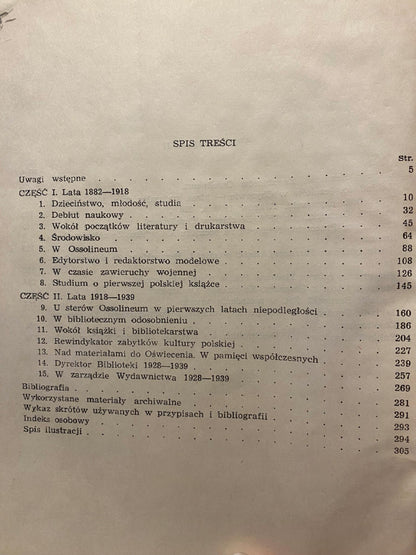 SPIS TREŚCI
Str.
Uwagi wstępne . . . 5
CZĘŚĆ I. Lata 1882—1918
1. Dzieciństwo, młodość, studia . . . 10
2. Debiut naukowy . . . 32
3. Wokół początków literatury i drukarstwa . . . 45
4. Środowisko . . . 64
5. W Ossolineum . . . 88
6. Edytorstwo i redaktorstwo modelowe . . . 108
7. W czasie zawieruchy wojennej . . . 126
8. Studium o pierwszej polskiej książce . . . 145
CZĘŚĆ II. Lata 1918—1939
9. U sterów Ossolineum w pierwszych latach niepodległości . . . 160
10. W bibliotecznym odosobnieniu . . . 186
11. Wokół książki i bibliotekarstwa . . . 204
12. Rewindykator zabytków kultury polskiej . . . 227
13. Nad materiałami do Oświecenia. W pamięci współczesnych . . . 239
14. Dyrektor Biblioteki 1928—1939 . . . 257
15. W zarządzie Wydawnictwa 1928—1939 . . . 269
Bibliografia . . . 281
Wykorzystane materiały archiwalne . . . 291
Wykaz skrótów używanych w przypisach i bibliografii . . . 293
Indeks osobowy . . . 294
Spis ilustracji . . . 305